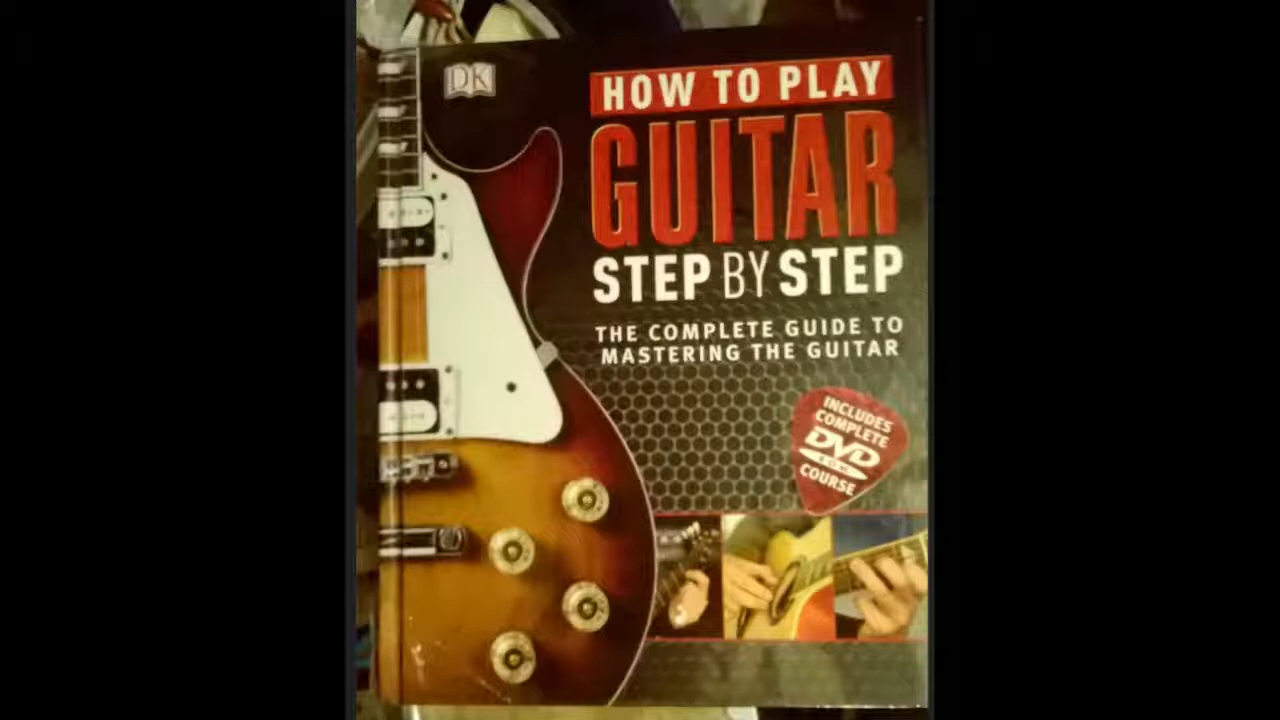 DK
HOW TO PLAY
GUITAR
STEP BY STEP
THE COMPLETE GUIDE TO
MASTERING THE GUITAR
INCLUDES
COMPLETE
DVD
ROM
COURSE